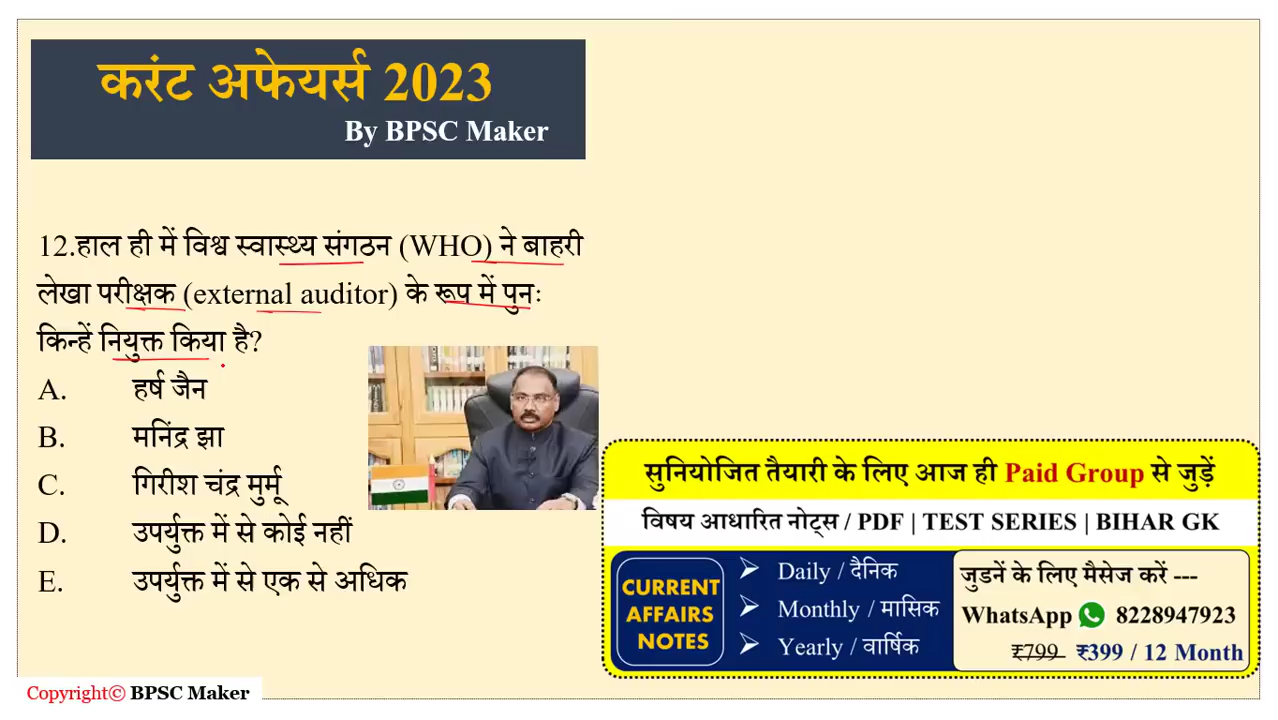 करंट अफेयर्स 2023
By BPSC Maker
12.हाल ही में विश्व स्वास्थ्य संगठन (WHO) ने बाहरी
लेखा परीक्षक (external auditor) के रूप में पुनः
किन्हें नियुक्त किया है?
A. हर्ष जैन
B. मनिंद्र झा
C. गिरीश चंद्र मुर्मू
D. उपर्युक्त में से कोई नहीं
E. उपर्युक्त में से एक से अधिक
सुनियोजित तैयारी के लिए आज ही Paid Group से जुड़ें
विषय आधारित नोट्स / PDF | TEST SERIES | BIHAR GK
CURRENT
AFFAIRS
NOTES
➢ Daily / दैनिक
➢ Monthly / मासिक
➢ Yearly / वार्षिक
जुडनें के लिए मैसेज करें ---
WhatsApp 8228947923
₹799 ₹399 / 12 Month
Copyright© BPSC Maker